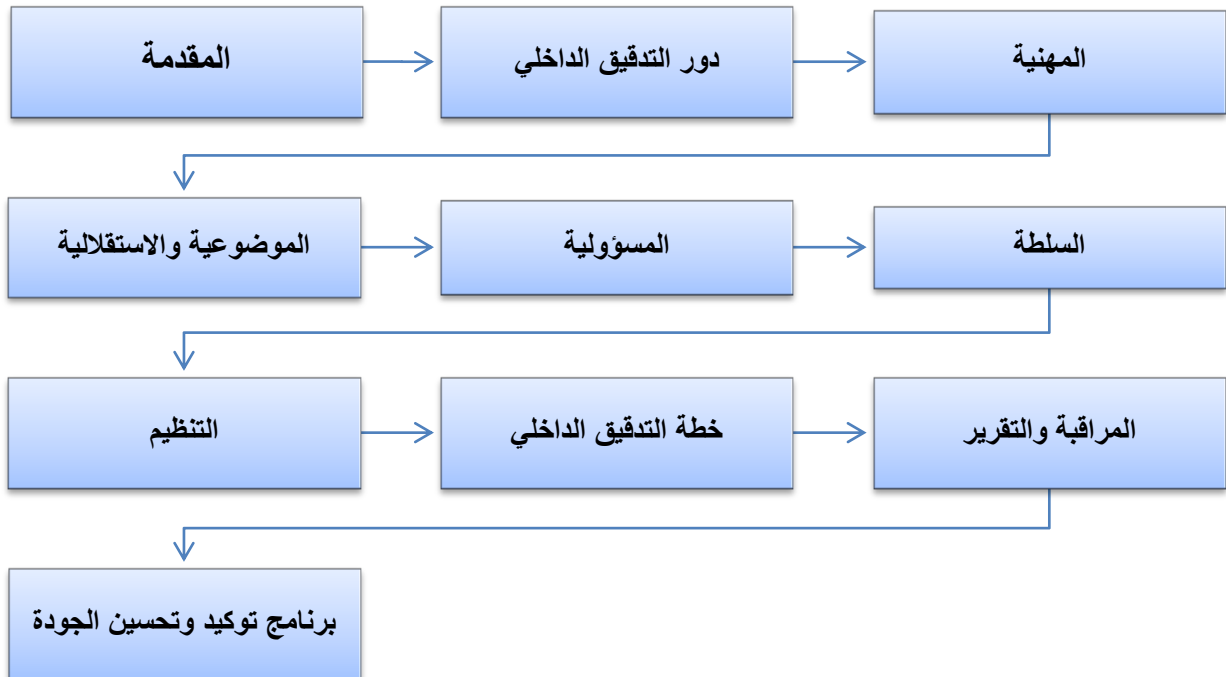 المقدمة
دور التدقيق الداخلي
المهنية
الموضوعية والاستقلالية
المسؤولية
السلطة
التنظيم
خطة التدقيق الداخلي
المراقبة والتقرير
برنامج توكيد وتحسين الجودة